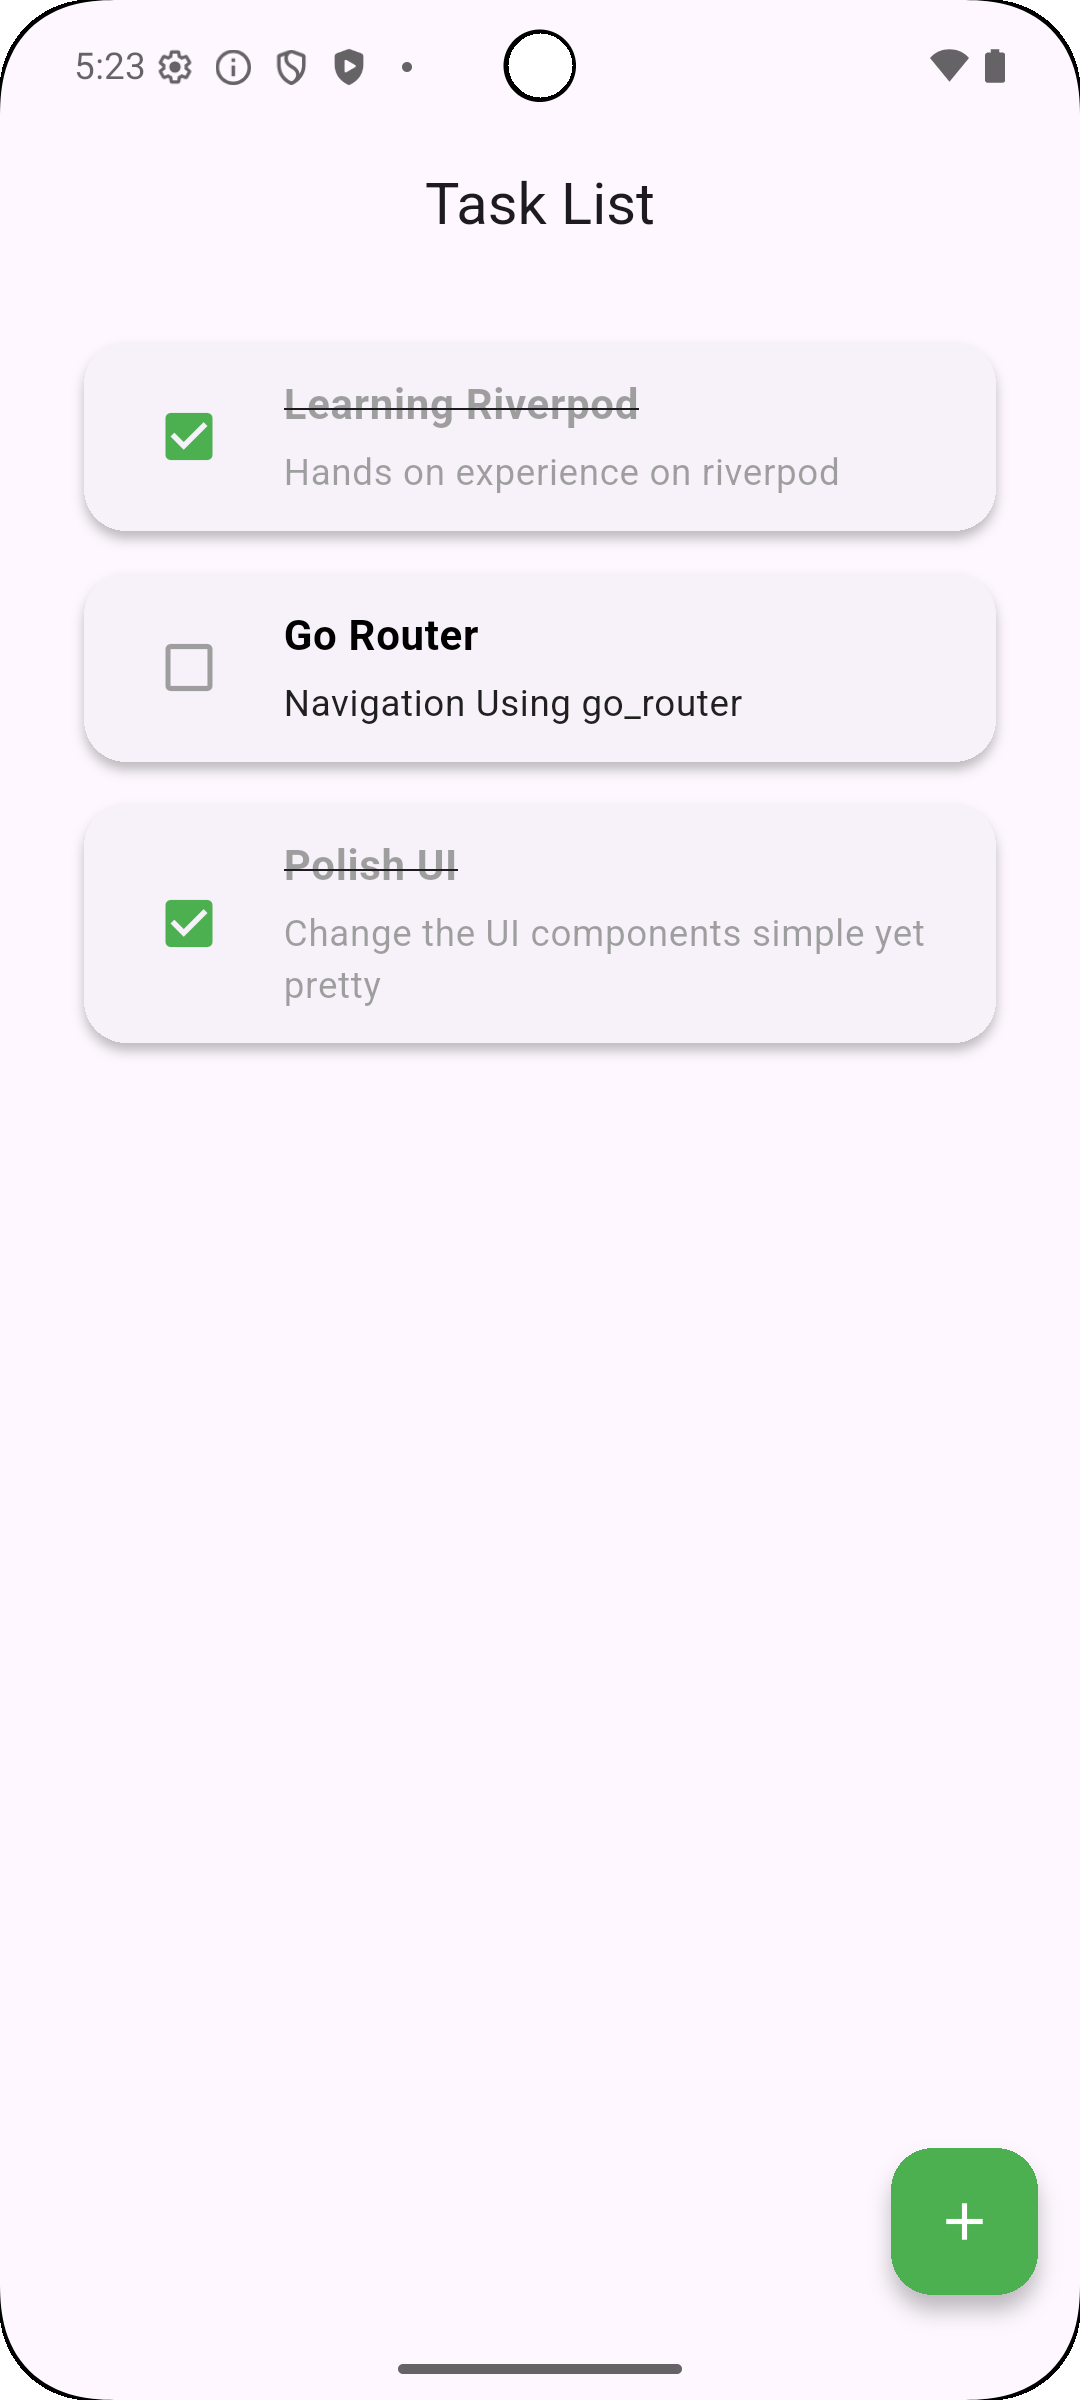 5:23
Task List
Learning Riverpod
Hands on experience on riverpod
Go Router
Navigation Using go_router
Polish UI
Change the UI components simple yet
pretty